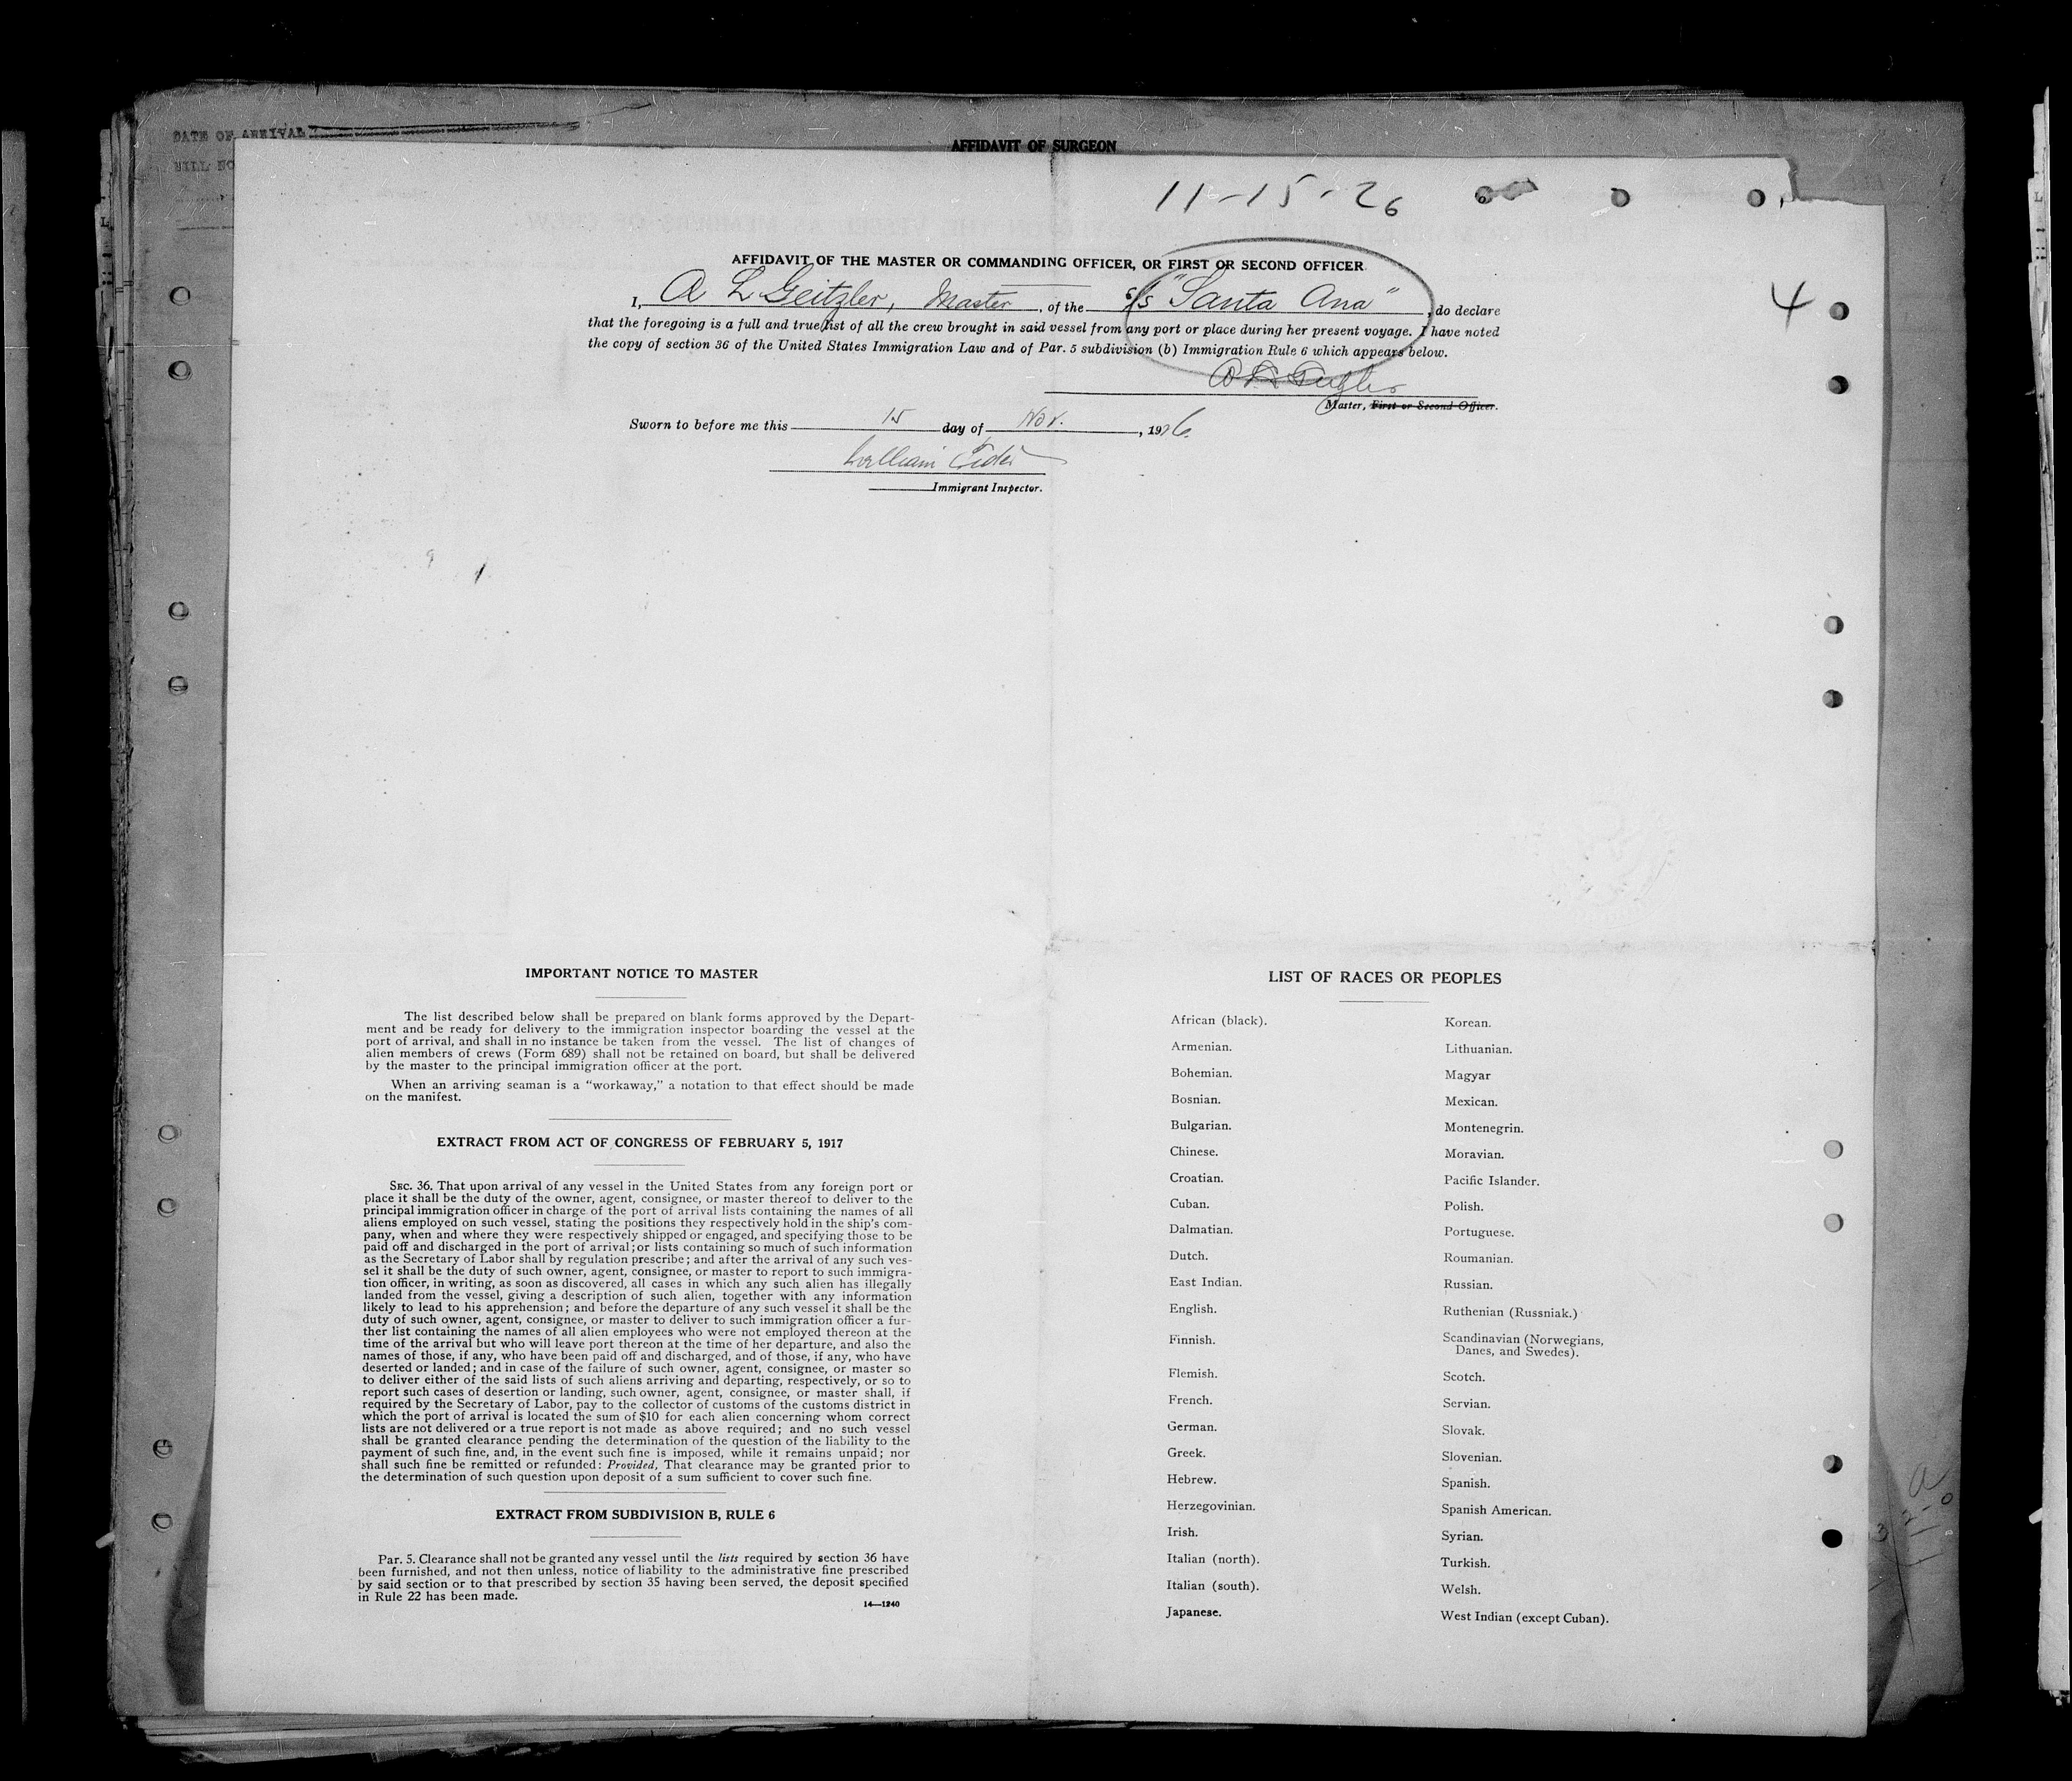 DATE OF ARRIVAL
BILL NO
AFFIDAVIT OF SURGEON
11-15-26
4
AFFIDAVIT OF THE MASTER OR COMMANDING OFFICER, OR FIRST OR SECOND OFFICER
I, A L Geitzler, Master, of the S/S "Santa Ana", do declare
that the foregoing is a full and true list of all the crew brought in said vessel from any port or place during her present voyage. I have noted
the copy of section 36 of the United States Immigration Law and of Par. 5 subdivision (b) Immigration Rule 6 which appears below.
Master, First or Second Officer.
Sworn to before me this 15 day of Nov., 1926
William
Immigrant Inspector.
IMPORTANT NOTICE TO MASTER
The list described below shall be prepared on blank forms approved by the Depart-
ment and be ready for delivery to the immigration inspector boarding the vessel at the
port of arrival, and shall in no instance be taken from the vessel. The list of changes of
alien members of crews (Form 689) shall not be retained on board, but shall be delivered
by the master to the principal immigration officer at the port.
When an arriving seaman is a "workaway," a notation to that effect should be made
on the manifest.
EXTRACT FROM ACT OF CONGRESS OF FEBRUARY 5, 1917
SEC. 36. That upon arrival of any vessel in the United States from any foreign port or
place it shall be the duty of the owner, agent, consignee, or master thereof to deliver to the
principal immigration officer in charge of the port of arrival lists containing the names of all
aliens employed on such vessel, stating the positions they respectively hold in the ship's com-
pany, when and where they were respectively shipped or engaged, and specifying those to be
paid off and discharged in the port of arrival; or lists containing so much of such information
as the Secretary of Labor shall by regulation prescribe; and after the arrival of any such ves-
sel it shall be the duty of such owner, agent, consignee, or master to report to such immigra-
tion officer, in writing, as soon as discovered, all cases in which any such alien has illegally
landed from the vessel, giving a description of such alien, together with any information
likely to lead to his apprehension; and before the departure of any such vessel it shall be the
duty of such owner, agent, consignee, or master to deliver to such immigration officer a fur-
ther list containing the names of all alien employees who were not employed thereon at the
time of the arrival but who will leave port thereon at the time of her departure, and also the
names of those, if any, who have been paid off and discharged, and of those, if any, who have
deserted or landed; and in case of the failure of such owner, agent, consignee, or master so
to deliver either of the said lists of such aliens arriving and departing, respectively, or so to
report such cases of desertion or landing, such owner, agent, consignee, or master shall, if
required by the Secretary of Labor, pay to the collector of customs of the customs district in
which the port of arrival is located the sum of $10 for each alien concerning whom correct
lists are not delivered or a true report is not made as above required; and no such vessel
shall be granted clearance pending the determination of the question of the liability to the
payment of such fine, and, in the event such fine is imposed, while it remains unpaid; nor
shall such fine be remitted or refunded: Provided, That clearance may be granted prior to
the determination of such question upon deposit of a sum sufficient to cover such fine.
EXTRACT FROM SUBDIVISION B, RULE 6
Par. 5. Clearance shall not be granted any vessel until the lists required by section 36 have
been furnished, and not then unless, notice of liability to the administrative fine prescribed
by said section or to that prescribed by section 35 having been served, the deposit specified
in Rule 22 has been made.
14—1240
LIST OF RACES OR PEOPLES
African (black).
Armenian.
Bohemian.
Bosnian.
Bulgarian.
Chinese.
Croatian.
Cuban.
Dalmatian.
Dutch.
East Indian.
English.
Finnish.
Flemish.
French.
German.
Greek.
Hebrew.
Herzegovinian.
Irish.
Italian (north).
Italian (south).
Japanese.
Korean.
Lithuanian.
Magyar
Mexican.
Montenegrin.
Moravian.
Pacific Islander.
Polish.
Portuguese.
Roumanian.
Russian.
Ruthenian (Russniak.)
Scandinavian (Norwegians,
Danes, and Swedes).
Scotch.
Servian.
Slovak.
Slovenian.
Spanish.
Spanish American.
Syrian.
Turkish.
Welsh.
West Indian (except Cuban).